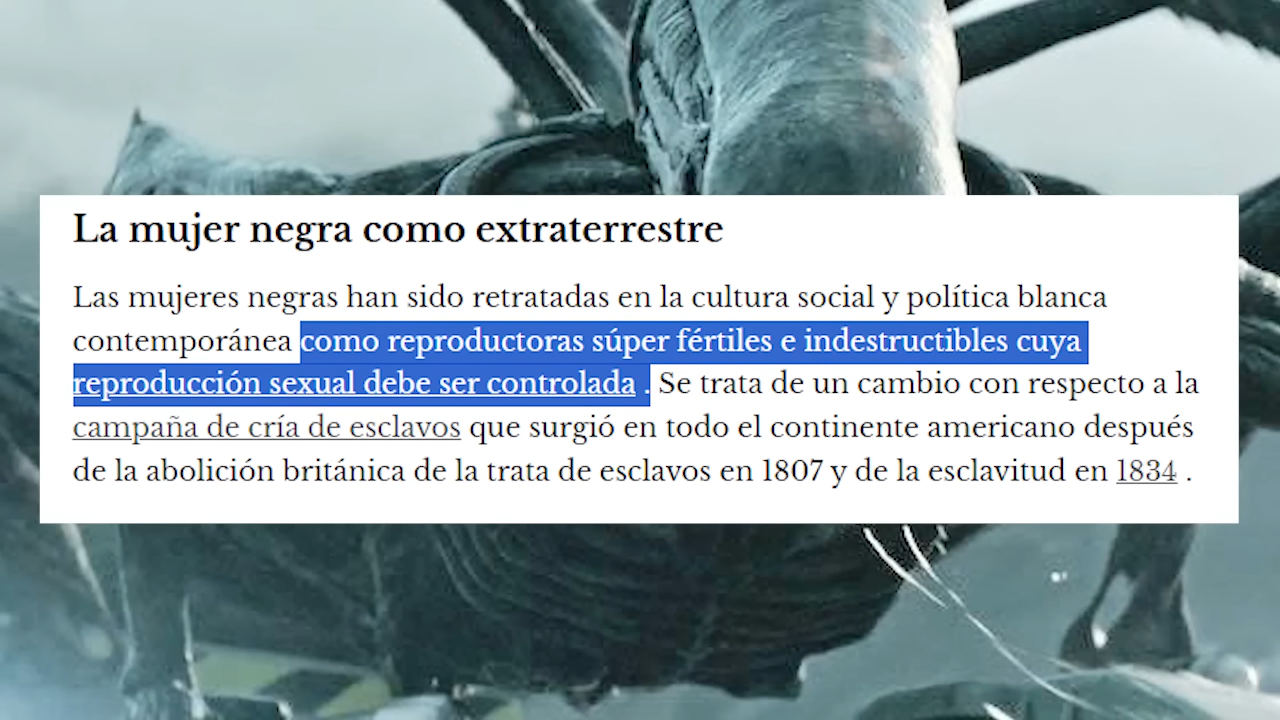 La mujer negra como extraterrestre
Las mujeres negras han sido retratadas en la cultura social y política blanca
contemporánea como reproductoras súper fértiles e indestructibles cuya
reproducción sexual debe ser controlada . Se trata de un cambio con respecto a la
campaña de cría de esclavos que surgió en todo el continente americano después
de la abolición británica de la trata de esclavos en 1807 y de la esclavitud en 1834 .